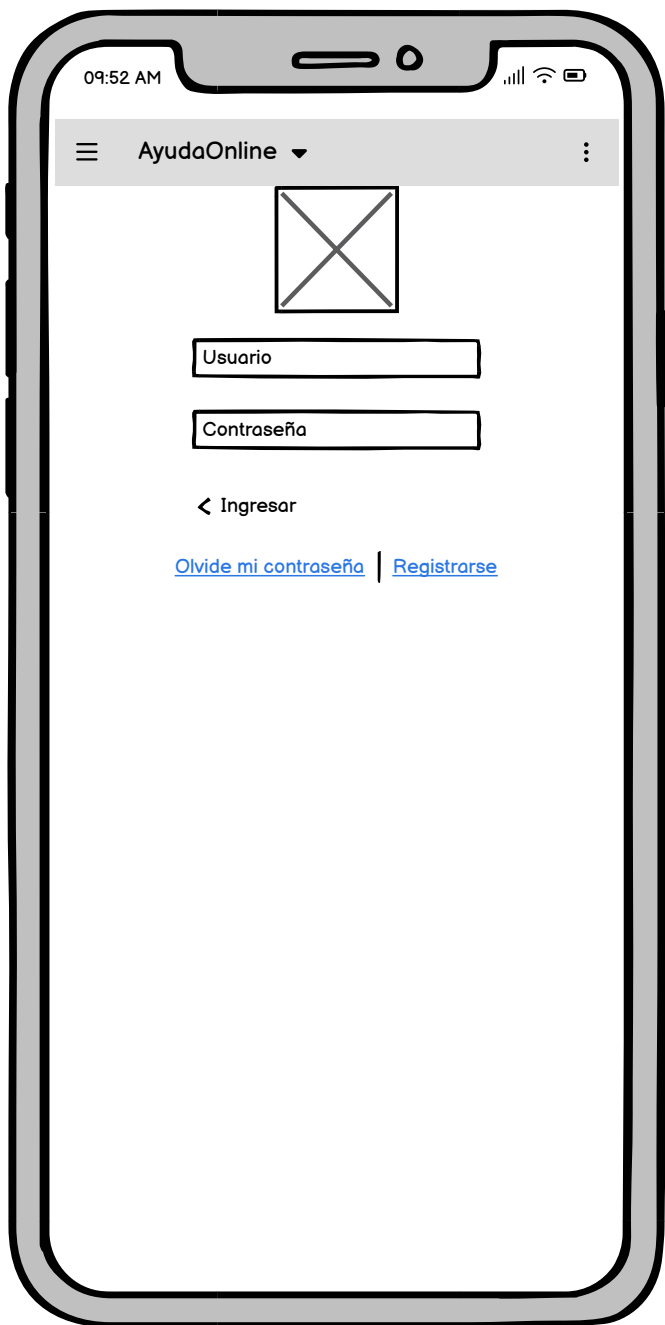 09:52 AM
AyudaOnline
Usuario
Contraseña
Ingresar
Olvide mi contraseña | Registrarse